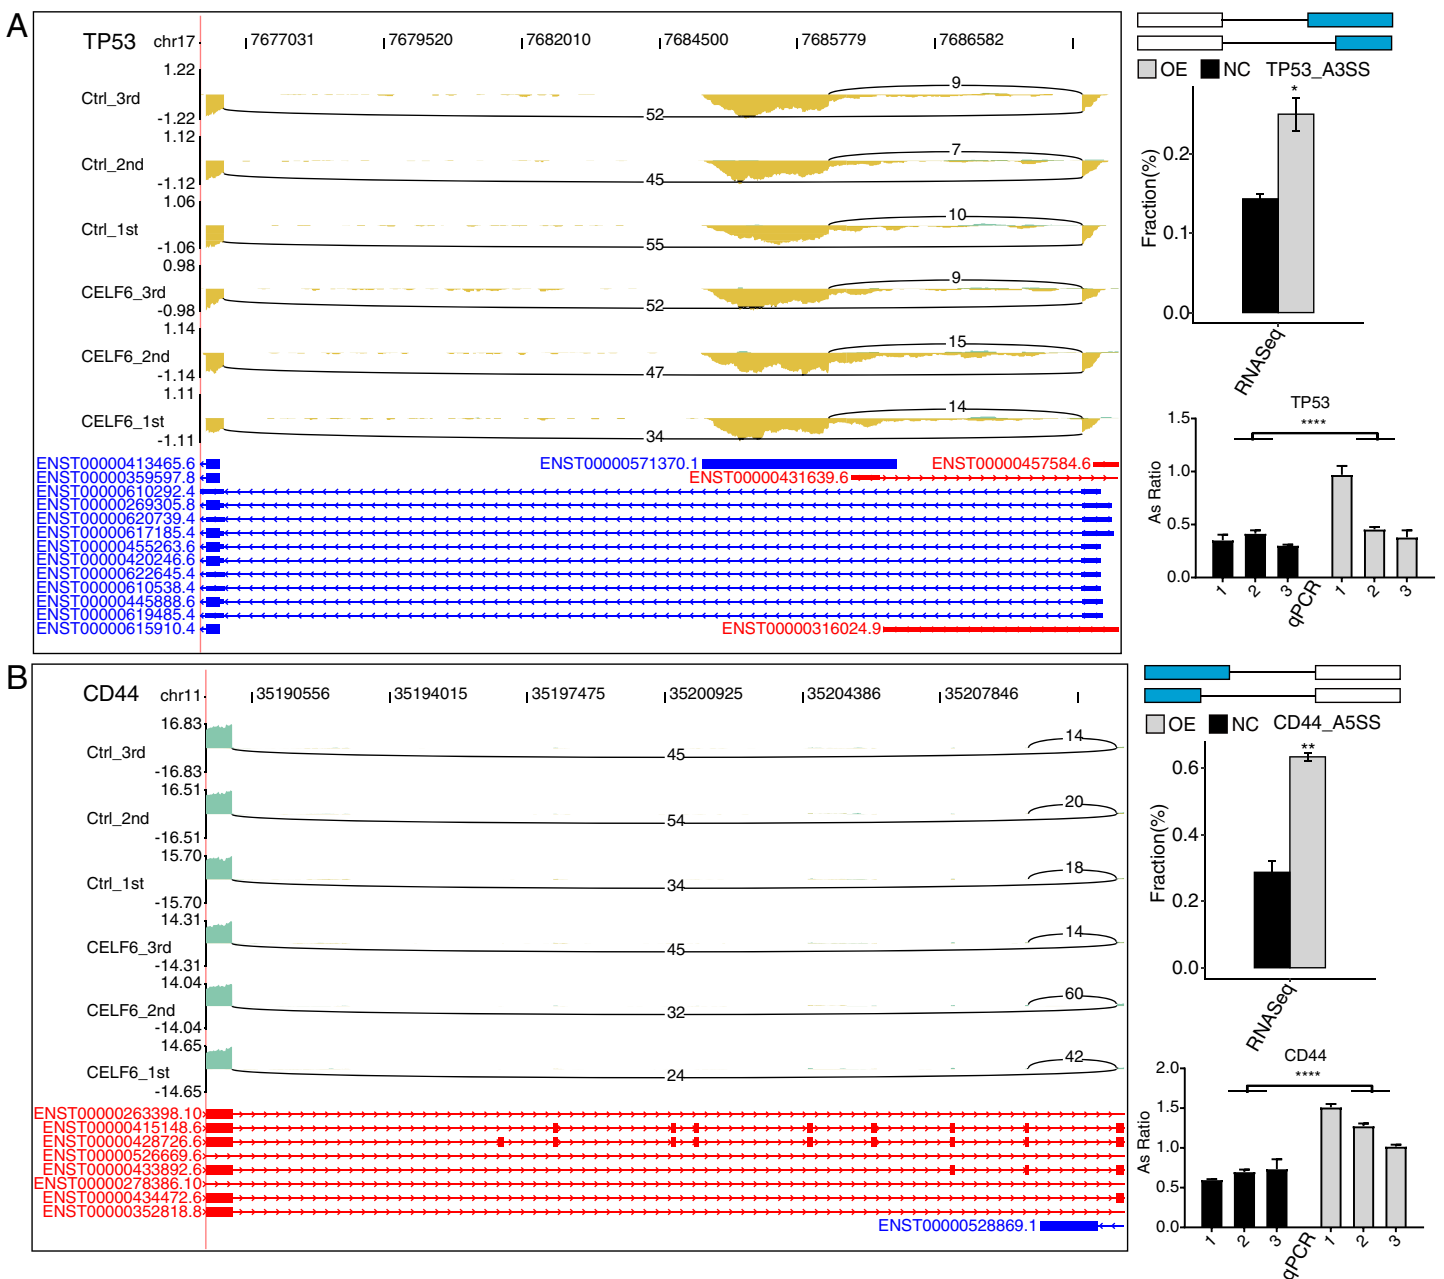 A
TP53 chr17 7677031 7679520 7682010 7684500 7685779 7686582
1.22
Ctrl_3rd
-1.22
9
52
1.12
Ctrl_2nd
-1.12
7
45
1.06
Ctrl_1st
-1.06
10
55
0.98
CELF6_3rd
-0.98
9
52
1.14
CELF6_2nd
-1.14
15
47
1.11
CELF6_1st
-1.11
14
34
ENST00000413465.6 ENST00000571370.1 ENST00000457584.6
ENST00000359597.8 ENST00000431639.6
ENST00000610292.4
ENST00000269305.8
ENST00000620739.4
ENST00000617185.4
ENST00000455263.6
ENST00000420246.6
ENST00000622645.4
ENST00000610538.4
ENST00000445888.6
ENST00000619485.4
ENST00000615910.4 ENST00000316024.9
OE NC TP53_A3SS
*
Fraction(%)
0.2
0.1
0.0
RNASeq
TP53
****
As Ratio
1.5
1.0
0.5
0.0
1 2 3 qPCR 1 2 3
B
CD44 chr11 35190556 35194015 35197475 35200925 35204386 35207846
16.83
Ctrl_3rd
-16.83
14
45
16.51
Ctrl_2nd
-16.51
20
54
15.70
Ctrl_1st
-15.70
18
34
14.31
CELF6_3rd
-14.31
14
45
14.04
CELF6_2nd
-14.04
60
32
14.65
CELF6_1st
-14.65
42
24
ENST00000263398.10
ENST00000415148.6
ENST00000428726.6
ENST00000526669.6
ENST00000433892.6
ENST00000278386.10
ENST00000434472.6
ENST00000352818.8
ENST00000528869.1
OE NC CD44_A5SS
**
Fraction(%)
0.6
0.4
0.2
0.0
RNASeq
CD44
****
As Ratio
2.0
1.5
1.0
0.5
0.0
1 2 3 qPCR 1 2 3